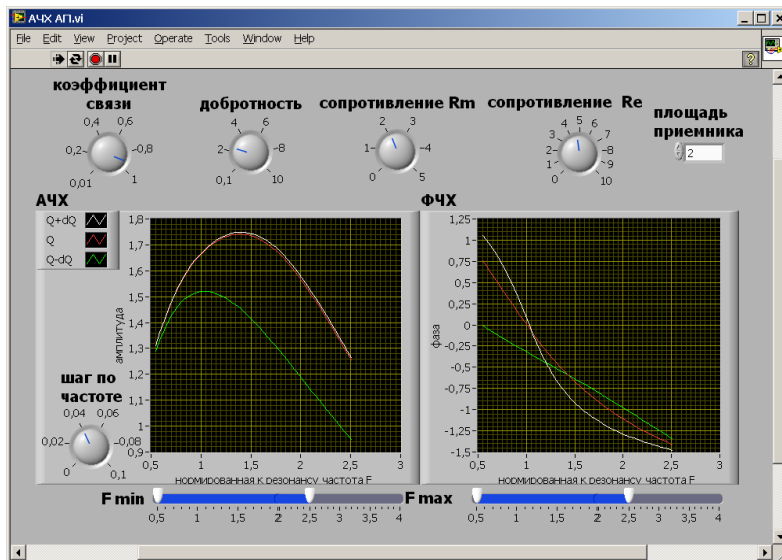 АЧХ АП.vi
File Edit View Project Operate Tools Window Help
?
коэффициент
связи
добротность
сопротивление Rm
сопротивление Re
площадь
приемника
0,4 0,6
0,2 0,8
0,01 1
4 6
2 8
0,1 10
2 3
1 4
0 5
4 5 6
3 7
2 8
1 9
0 10
2
АЧХ
ФЧХ
Q+dQ
Q
Q-dQ
1,8
1,7
1,6
1,5
1,4
1,3
1,2
1,1
1
0,9
амплитуда
0,5 1 1,5 2 2,5 3
нормированная к резонансу частота F
1,25
1
0,75
0,5
0,25
0
-0,25
-0,5
-0,75
-1
-1,25
-1,5
фаза
0,5 1 1,5 2 2,5 3
нормированная к резонансу частота F
шаг по
частоте
0,04 0,06
0,02 0,08
0 0,1
F min
0,5 1 1,5 2 2,5 3 3,5 4
F max
0,5 1 1,5 2 2,5 3 3,5 4